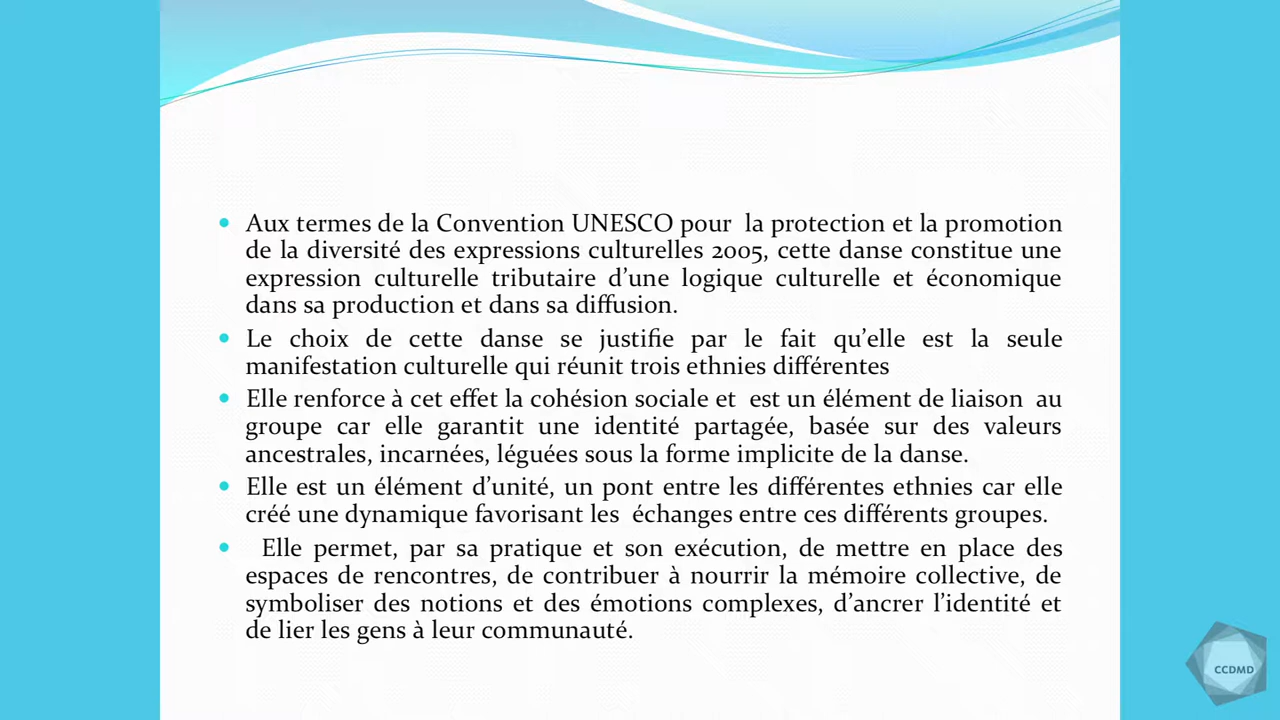 • Aux termes de la Convention UNESCO pour la protection et la promotion
de la diversité des expressions culturelles 2005, cette danse constitue une
expression culturelle tributaire d’une logique culturelle et économique
dans sa production et dans sa diffusion.
• Le choix de cette danse se justifie par le fait qu’elle est la seule
manifestation culturelle qui réunit trois ethnies différentes
• Elle renforce à cet effet la cohésion sociale et est un élément de liaison au
groupe car elle garantit une identité partagée, basée sur des valeurs
ancestrales, incarnées, léguées sous la forme implicite de la danse.
• Elle est un élément d’unité, un pont entre les différentes ethnies car elle
créé une dynamique favorisant les échanges entre ces différents groupes.
• Elle permet, par sa pratique et son exécution, de mettre en place des
espaces de rencontres, de contribuer à nourrir la mémoire collective, de
symboliser des notions et des émotions complexes, d’ancrer l’identité et
de lier les gens à leur communauté.
CCDMD